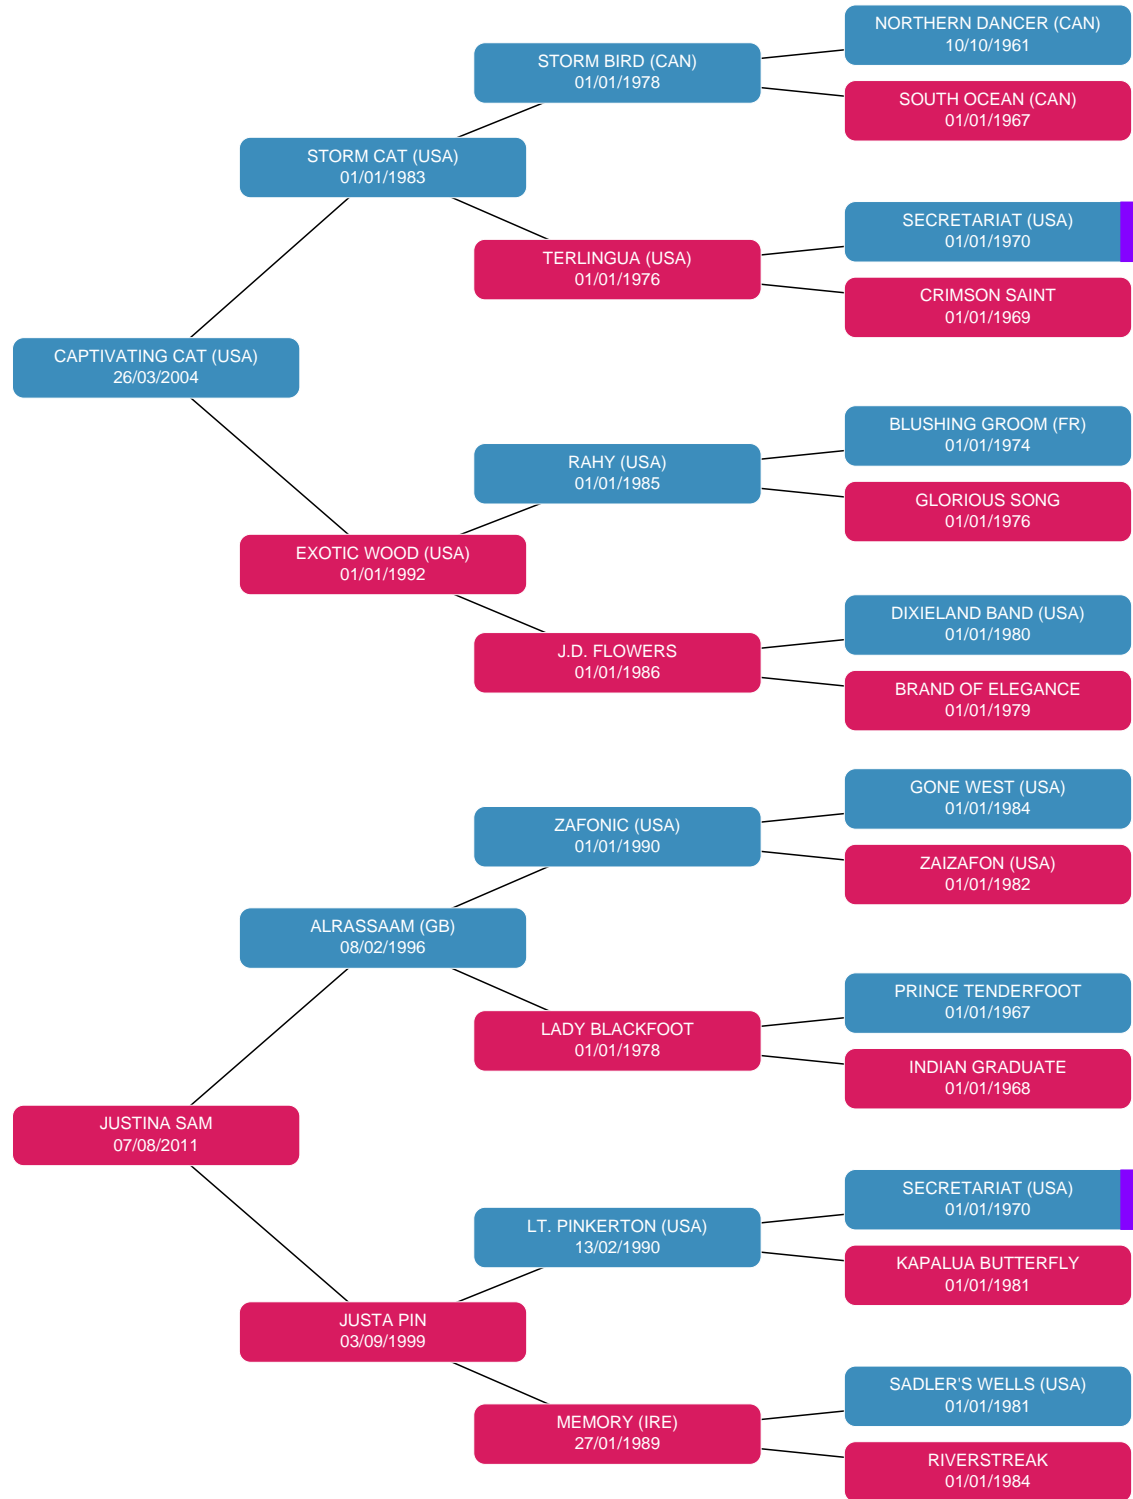 NORTHERN DANCER (CAN)
10/10/1961
STORM BIRD (CAN)
01/01/1978
SOUTH OCEAN (CAN)
01/01/1967
STORM CAT (USA)
01/01/1983
SECRETARIAT (USA)
01/01/1970
TERLINGUA (USA)
01/01/1976
CRIMSON SAINT
01/01/1969
CAPTIVATING CAT (USA)
26/03/2004
BLUSHING GROOM (FR)
01/01/1974
RAHY (USA)
01/01/1985
GLORIOUS SONG
01/01/1976
EXOTIC WOOD (USA)
01/01/1992
DIXIELAND BAND (USA)
01/01/1980
J.D. FLOWERS
01/01/1986
BRAND OF ELEGANCE
01/01/1979
GONE WEST (USA)
01/01/1984
ZAFONIC (USA)
01/01/1990
ZAIZAFON (USA)
01/01/1982
ALRASSAAM (GB)
08/02/1996
PRINCE TENDERFOOT
01/01/1967
LADY BLACKFOOT
01/01/1978
INDIAN GRADUATE
01/01/1968
JUSTINA SAM
07/08/2011
SECRETARIAT (USA)
01/01/1970
LT. PINKERTON (USA)
13/02/1990
KAPALUA BUTTERFLY
01/01/1981
JUSTA PIN
03/09/1999
SADLER'S WELLS (USA)
01/01/1981
MEMORY (IRE)
27/01/1989
RIVERSTREAK
01/01/1984